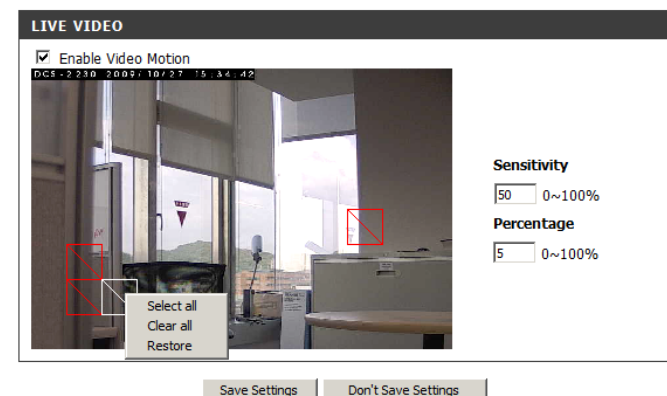 LIVE VIDEO
Enable Video Motion
DCS-2230 2009/10/27 15:34:42
Sensitivity
50 0~100%
Percentage
5 0~100%
Select all
Clear all
Restore
Save Settings
Don't Save Settings